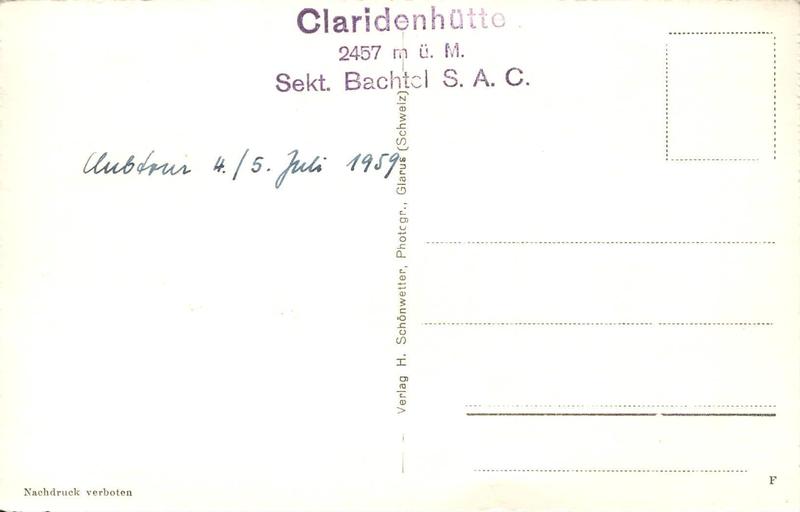 Claridenhütte
2457 m ü. M.
Sekt. Bachtel S. A. C.
Clubtour 4./5. Juli 1959
Verlag H. Schönwetter, Photogr., Glarus (Schweiz)
Nachdruck verboten
F